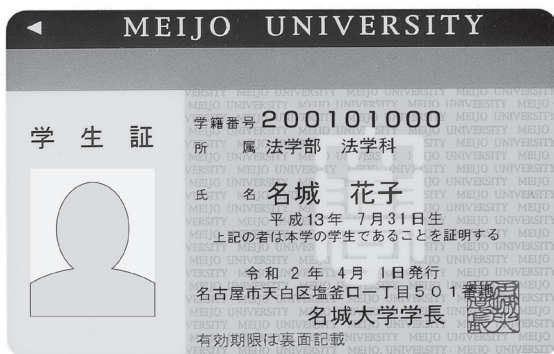 MEIJO UNIVERSITY
学生証
学籍番号 200101000
所属 法学部 法学科
氏名 名城 花子
平成13年 7月31日生
上記の者は本学の学生であることを証明する
令和 2年 4月 1日発行
名古屋市天白区塩釜口一丁目501番地
名城大学学長
有効期限は裏面記載